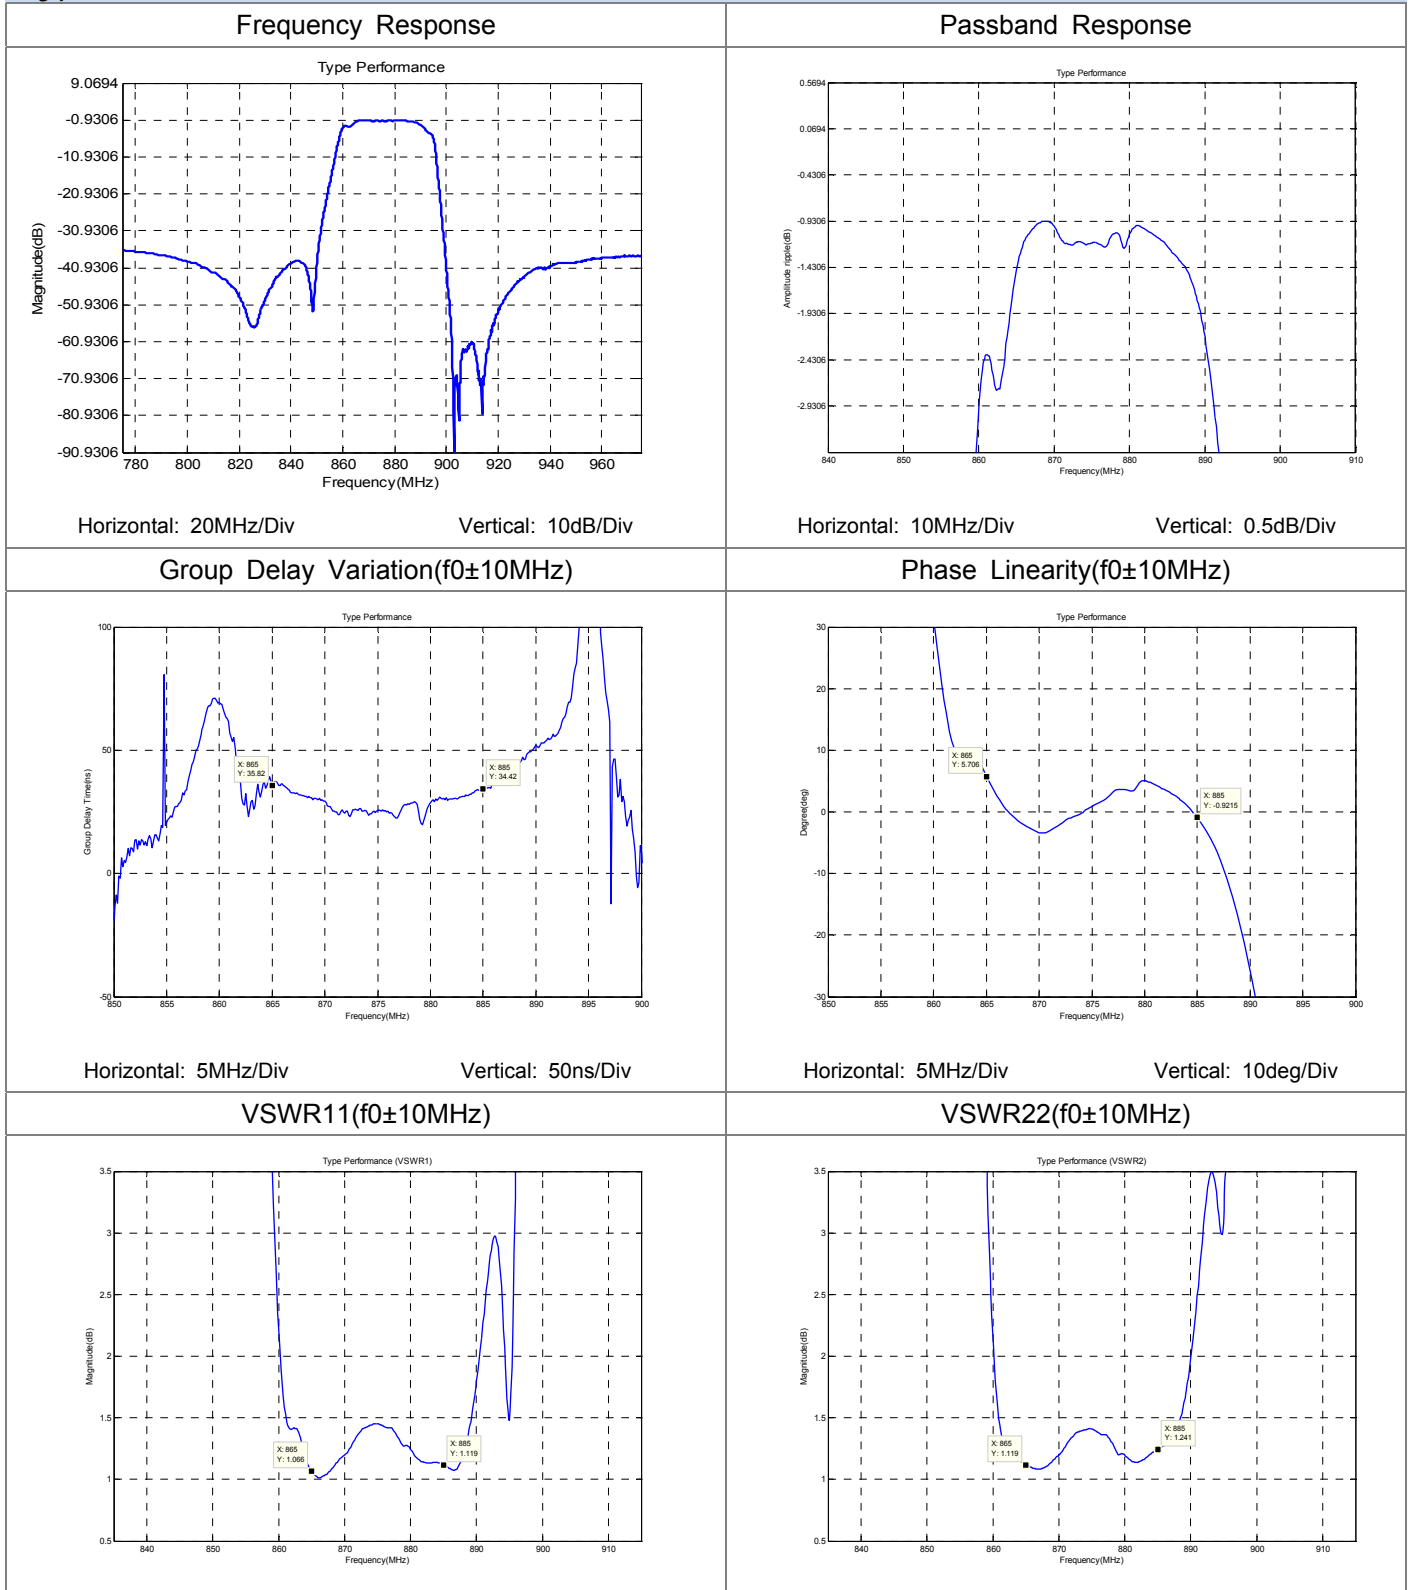 Frequency Response
Passband Response
Type Performance
9.0694
-0.9306
-10.9306
-20.9306
-30.9306
-40.9306
-50.9306
-60.9306
-70.9306
-80.9306
-90.9306
Magnitude(dB)
780 800 820 840 860 880 900 920 940 960
Frequency(MHz)
Horizontal: 20MHz/Div Vertical: 10dB/Div
Type Performance
0.5694
0.0694
-0.4306
-0.9306
-1.4306
-1.9306
-2.4306
-2.9306
Amplitude ripple(dB)
840 850 860 870 880 890 900 910
Frequency(MHz)
Horizontal: 10MHz/Div Vertical: 0.5dB/Div
Group Delay Variation(f0±10MHz)
Phase Linearity(f0±10MHz)
Type Performance
100
50
0
-50
Group Delay Time(ns)
X: 865
Y: 35.82
X: 885
Y: 34.42
850 855 860 865 870 875 880 885 890 895 900
Frequency(MHz)
Horizontal: 5MHz/Div Vertical: 50ns/Div
Type Performance
30
20
10
0
-10
-20
-30
Degree(deg)
X: 865
Y: 5.706
X: 885
Y: -0.9215
850 855 860 865 870 875 880 885 890 895 900
Frequency(MHz)
Horizontal: 5MHz/Div Vertical: 10deg/Div
VSWR11(f0±10MHz)
VSWR22(f0±10MHz)
Type Performance (VSWR1)
3.5
3
2.5
2
1.5
1
0.5
Magnitude(dB)
X: 865
Y: 1.066
X: 885
Y: 1.119
840 850 860 870 880 890 900 910
Frequency(MHz)
Type Performance (VSWR2)
3.5
3
2.5
2
1.5
1
0.5
Magnitude(dB)
X: 865
Y: 1.119
X: 885
Y: 1.241
840 850 860 870 880 890 900 910
Frequency(MHz)